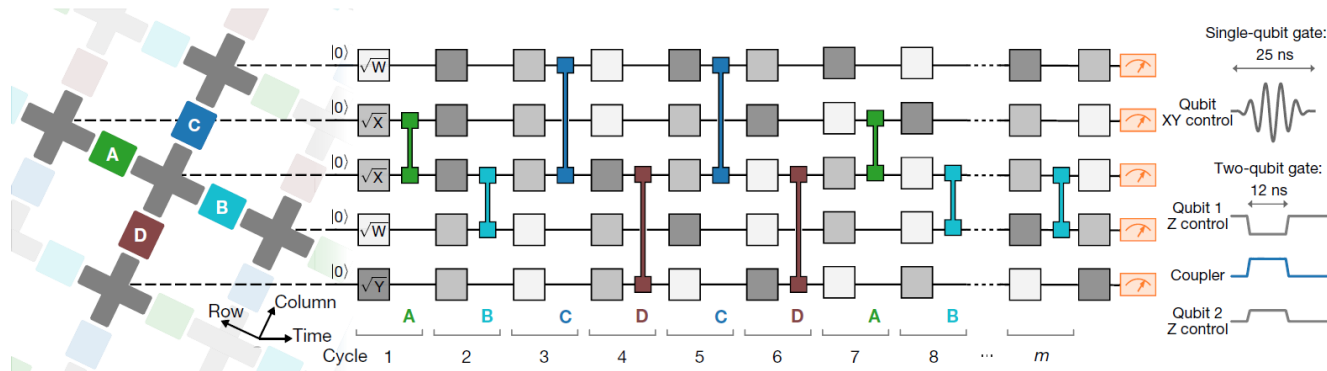 A
C
B
D
Row
Column
Time
|0⟩
√W
|0⟩
√X
|0⟩
√X
|0⟩
√W
|0⟩
√Y
A B C D C D A B
Cycle 1 2 3 4 5 6 7 8 ... m
Single-qubit gate:
25 ns
Qubit
XY control
Two-qubit gate:
12 ns
Qubit 1
Z control
Coupler
Qubit 2
Z control